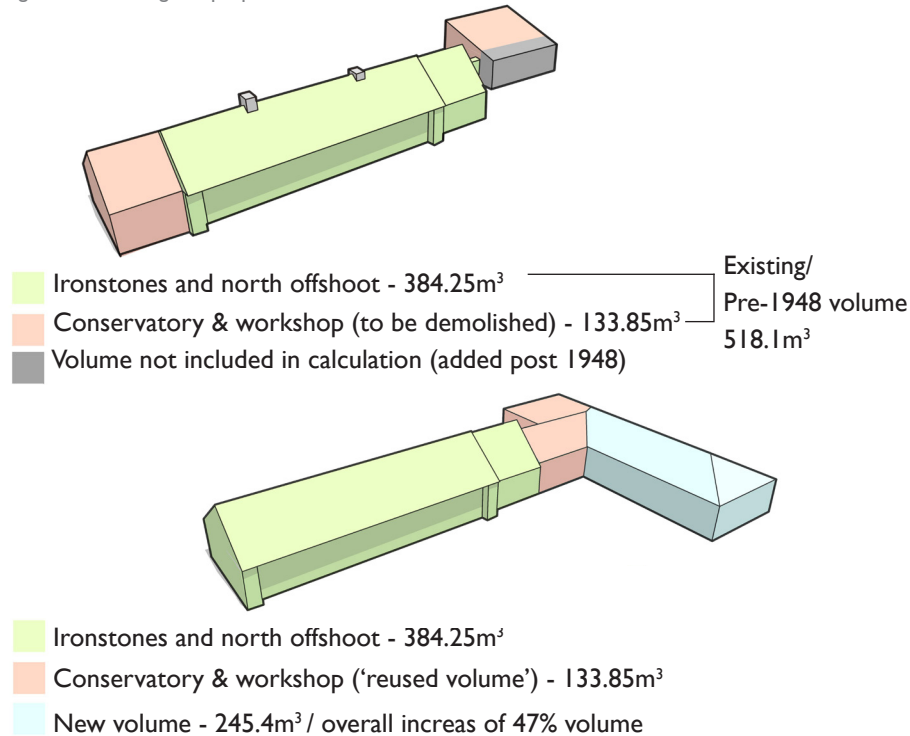 Ironstones and north offshoot - 384.25m³
Conservatory & workshop (to be demolished) - 133.85m³
Volume not included in calculation (added post 1948)
Existing/
Pre-1948 volume
518.1m³
Ironstones and north offshoot - 384.25m³
Conservatory & workshop (‘reused volume’) - 133.85m³
New volume - 245.4m³ / overall increas of 47% volume